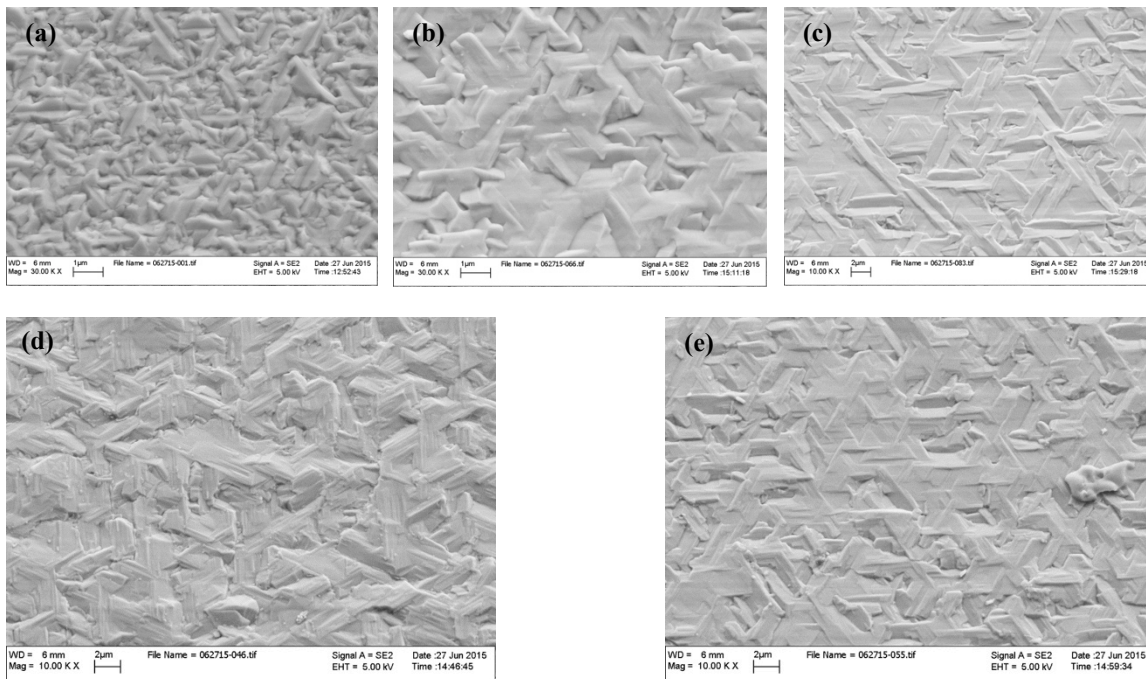 (a)
WD = 6 mm 1µm File Name = 062715-001.tif Signal A = SE2 Date :27 Jun 2015
Mag = 30.00 K X EHT = 5.00 kV Time :12:52:43
(b)
WD = 6 mm 1µm File Name = 062715-066.tif Signal A = SE2 Date :27 Jun 2015
Mag = 30.00 K X EHT = 5.00 kV Time :15:11:18
(c)
WD = 6 mm 2µm File Name = 062715-083.tif Signal A = SE2 Date :27 Jun 2015
Mag = 10.00 K X EHT = 5.00 kV Time :15:29:18
(d)
WD = 6 mm 2µm File Name = 062715-046.tif Signal A = SE2 Date :27 Jun 2015
Mag = 10.00 K X EHT = 5.00 kV Time :14:46:45
(e)
WD = 6 mm 2µm File Name = 062715-055.tif Signal A = SE2 Date :27 Jun 2015
Mag = 10.00 K X EHT = 5.00 kV Time :14:59:34